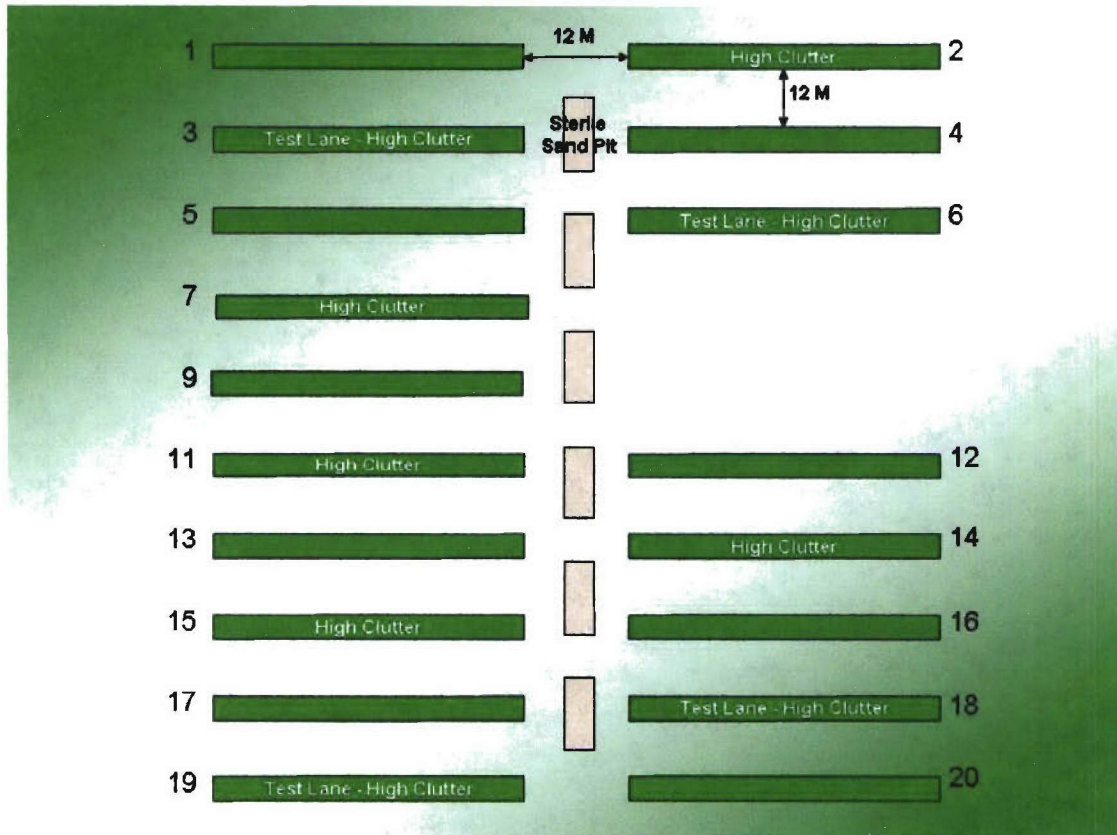 12 M
1
High Clutter
2
12 M
3
Test Lane - High Clutter
Sterile
Sand Pit
4
5
Test Lane - High Clutter
6
7
High Clutter
9
11
High Clutter
12
13
High Clutter
14
15
High Clutter
16
17
Test Lane - High Clutter
18
19
Test Lane - High Clutter
20